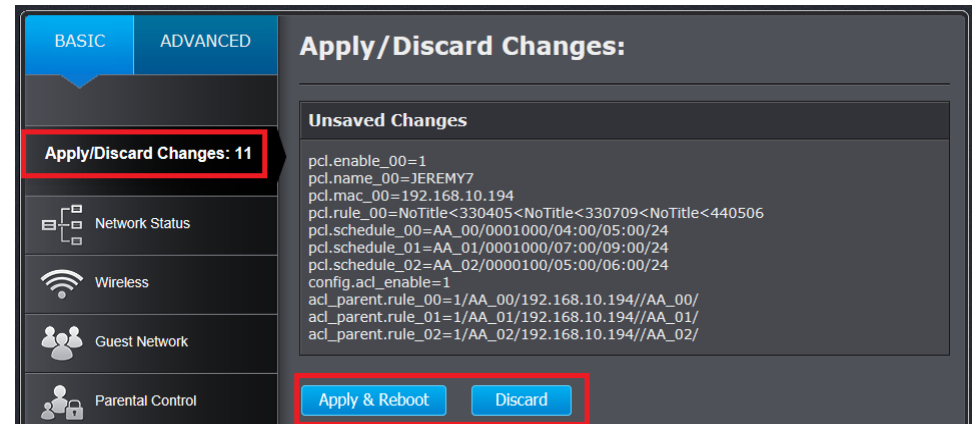 BASIC
ADVANCED
Apply/Discard Changes: 11
Network Status
Wireless
Guest Network
Parental Control
Apply/Discard Changes:
Unsaved Changes
pcl.enable_00=1
pcl.name_00=JEREMY7
pcl.mac_00=192.168.10.194
pcl.rule_00=NoTitle<330405<NoTitle<330709<NoTitle<440506
pcl.schedule_00=AA_00/0001000/04:00/05:00/24
pcl.schedule_01=AA_01/0001000/07:00/09:00/24
pcl.schedule_02=AA_02/0000100/05:00/06:00/24
config.acl_enable=1
acl_parent.rule_00=1/AA_00/192.168.10.194//AA_00/
acl_parent.rule_01=1/AA_01/192.168.10.194//AA_01/
acl_parent.rule_02=1/AA_02/192.168.10.194//AA_02/
Apply & Reboot
Discard